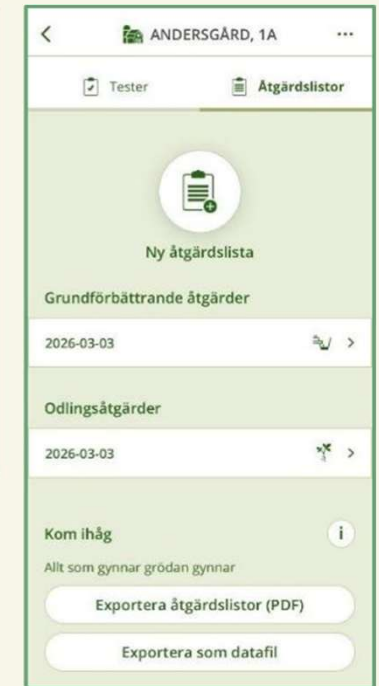 ANDERSGÅRD, 1A
Tester
Åtgärdslistor
Ny åtgärdslista
Grundförbättrande åtgärder
2026-03-03
Odlingsåtgärder
2026-03-03
Kom ihåg
i
Allt som gynnar grödan gynnar
Exportera åtgärdslistor (PDF)
Exportera som datafil